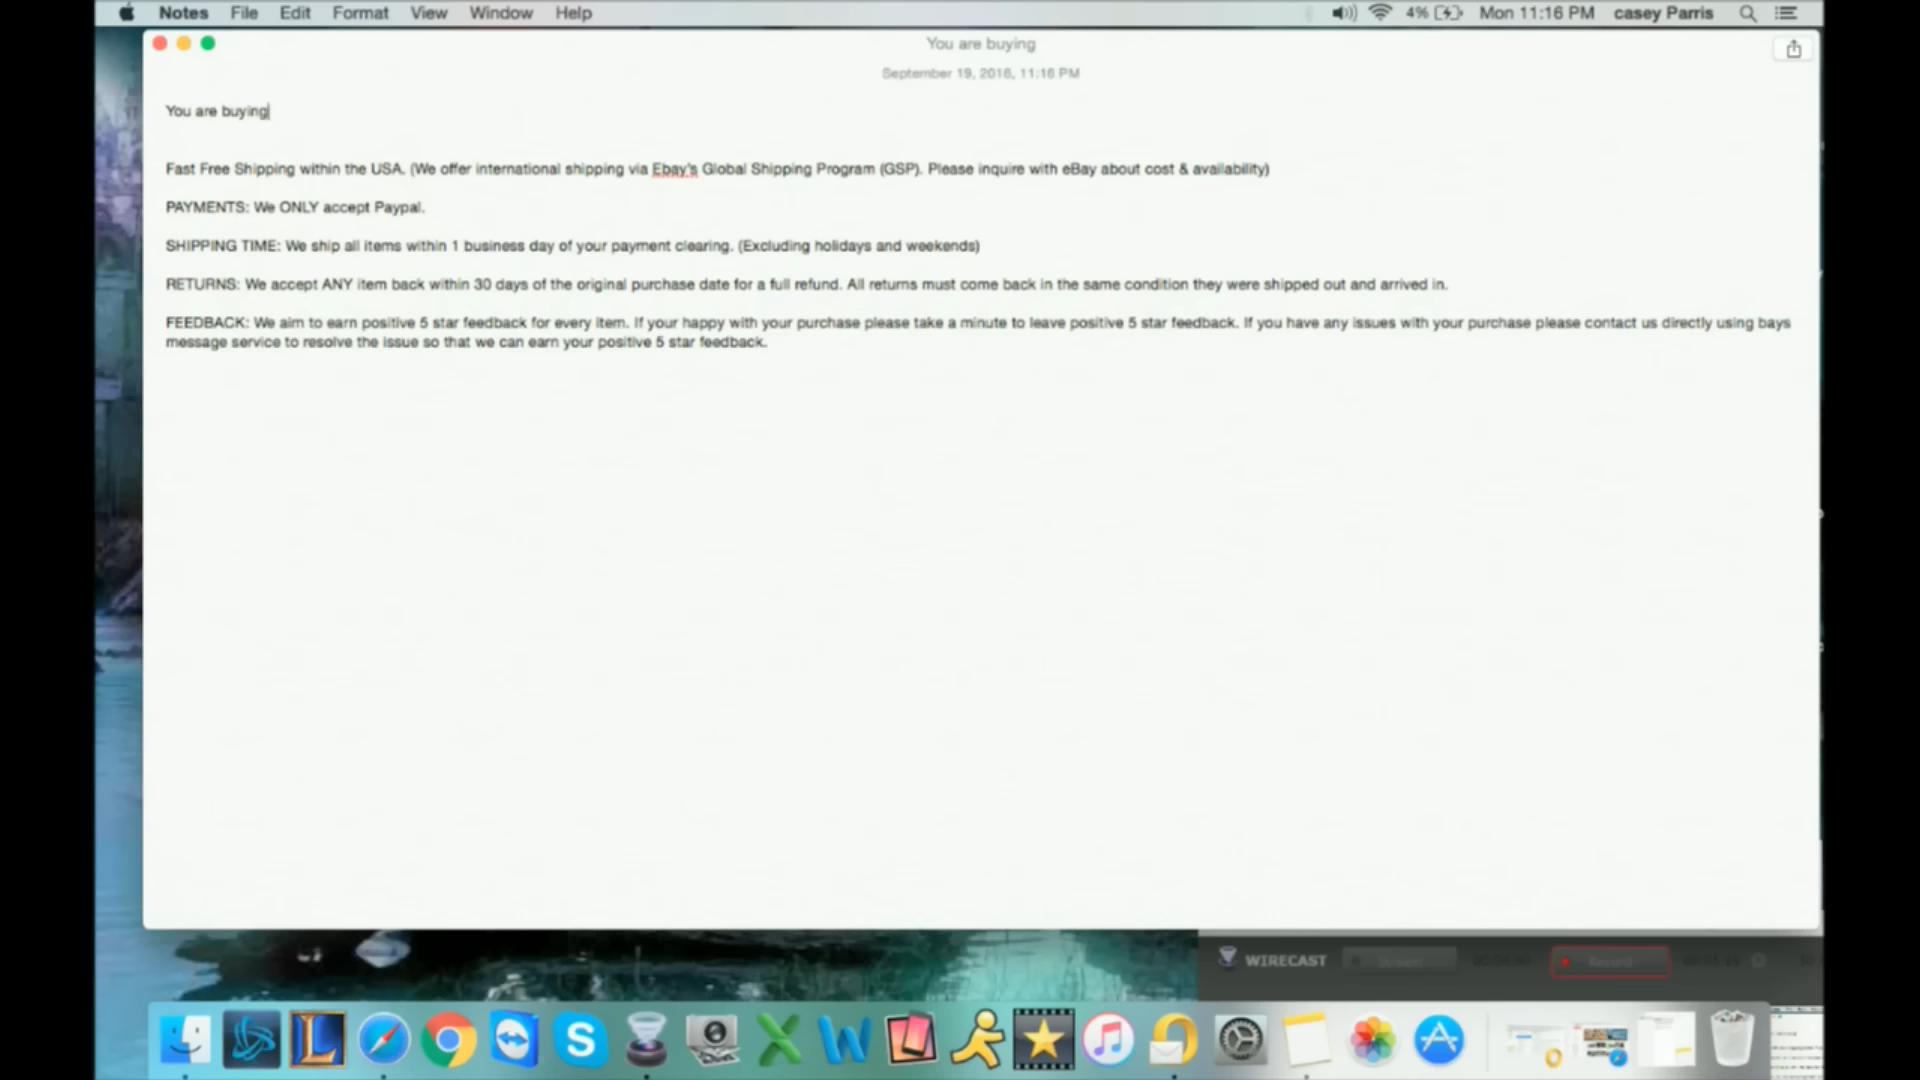 Notes File Edit Format View Window Help 4% Mon 11:16 PM casey Parris
You are buying
September 19, 2016, 11:16 PM
You are buying
Fast Free Shipping within the USA. (We offer international shipping via Ebay's Global Shipping Program (GSP). Please inquire with eBay about cost & availability)
PAYMENTS: We ONLY accept Paypal.
SHIPPING TIME: We ship all items within 1 business day of your payment clearing. (Excluding holidays and weekends)
RETURNS: We accept ANY item back within 30 days of the original purchase date for a full refund. All returns must come back in the same condition they were shipped out and arrived in.
FEEDBACK: We aim to earn positive 5 star feedback for every item. If your happy with your purchase please take a minute to leave positive 5 star feedback. If you have any issues with your purchase please contact us directly using bays
message service to resolve the issue so that we can earn your positive 5 star feedback.
WIRECAST Record